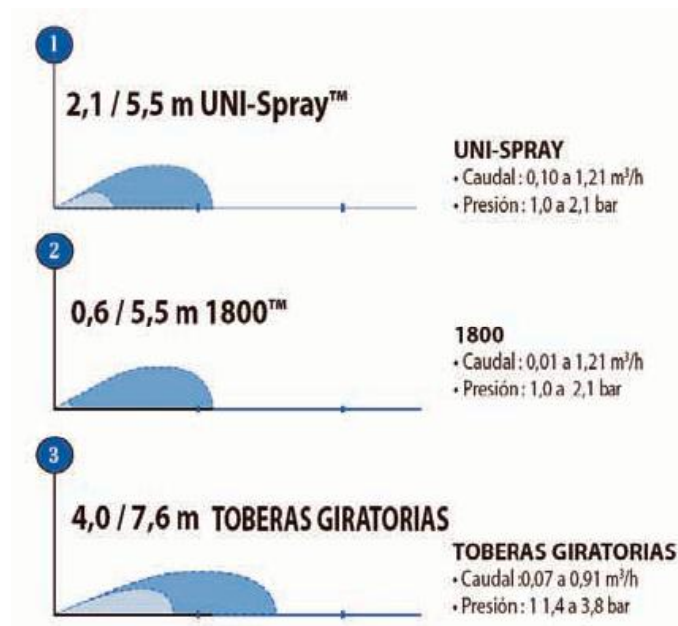 1
2,1 / 5,5 m UNI-Spray™
UNI-SPRAY
• Caudal : 0,10 a 1,21 m³/h
• Presión : 1,0 a 2,1 bar
2
0,6 / 5,5 m 1800™
1800
• Caudal : 0,01 a 1,21 m³/h
• Presión : 1,0 a 2,1 bar
3
4,0 / 7,6 m TOBERAS GIRATORIAS
TOBERAS GIRATORIAS
• Caudal :0,07 a 0,91 m³/h
• Presión : 1 1,4 a 3,8 bar